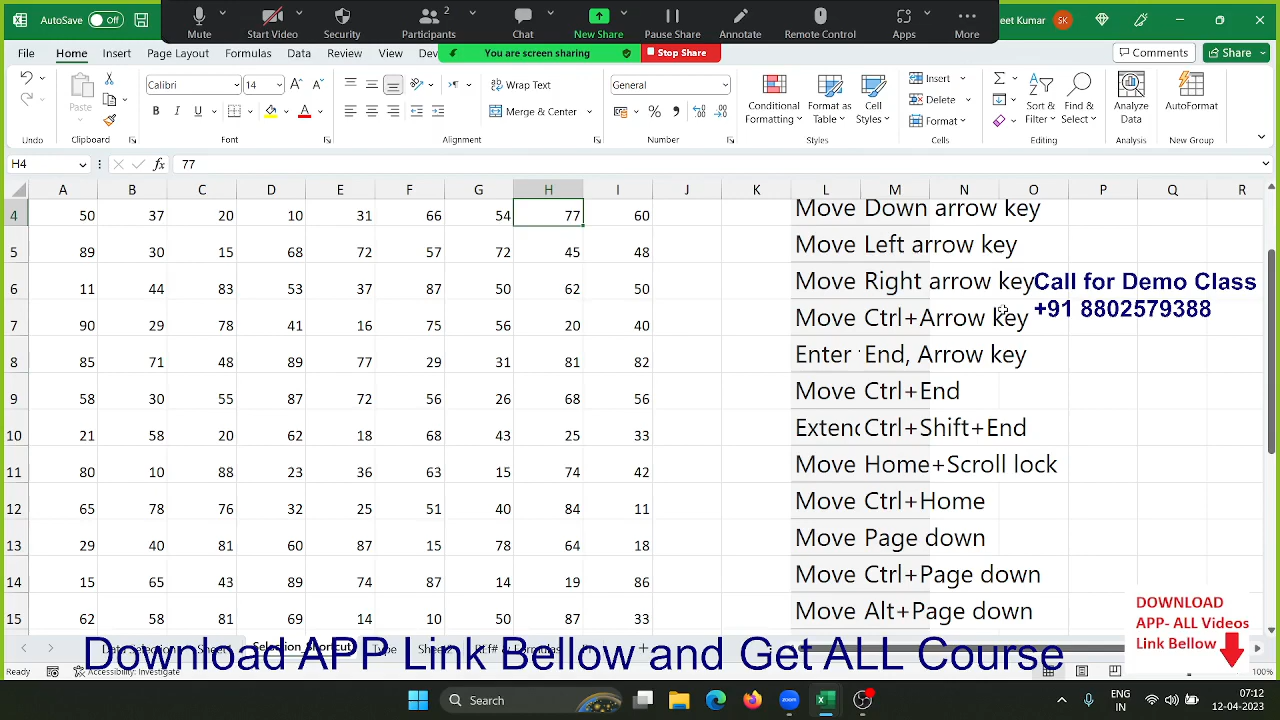 AutoSave Off
Mute
Start Video
Security
Participants 2
Chat
New Share
Pause Share
Annotate
Remote Control
Apps
More
eet Kumar SK
File Home Insert Page Layout Formulas Data Review View Dev
You are screen sharing Stop Share
Comments Share
Undo
Paste
Clipboard
Calibri 14
Font
Wrap Text
Merge & Center
Alignment
General
Number
Conditional Formatting
Format as Table
Cell Styles
Styles
Insert
Delete
Format
Cells
Sort & Filter
Find & Select
Editing
Analyze Data
Analysis
AutoFormat
New Group
H4 fx 77
A B C D E F G H I J K L M N O P Q R
4 50 37 20 10 31 66 54 77 60 Move Down arrow key
5 89 30 15 68 72 57 72 45 48 Move Left arrow key
6 11 44 83 53 37 87 50 62 50 Move Right arrow key
7 90 29 78 41 16 75 56 20 40 Move Ctrl+Arrow key
8 85 71 48 89 77 29 31 81 82 Enter End, Arrow key
9 58 30 55 87 72 56 26 68 56 Move Ctrl+End
10 21 58 20 62 18 68 43 25 33 Extend Ctrl+Shift+End
11 80 10 88 23 36 63 15 74 42 Move Home+Scroll lock
12 65 78 76 32 25 51 40 84 11 Move Ctrl+Home
13 29 40 81 60 87 15 78 64 18 Move Page down
14 15 65 43 89 74 87 14 19 86 Move Ctrl+Page down
15 62 58 81 69 14 10 50 87 33 Move Alt+Page down
Call for Demo Class
+91 8802579388
DOWNLOAD
APP- ALL Videos
Link Bellow
Selection_Shortcut Type
Download APP Link Bellow and Get ALL Course
Ready Accessibility: Investigate 100%
Search
ENG
IN
07:12
12-04-2023